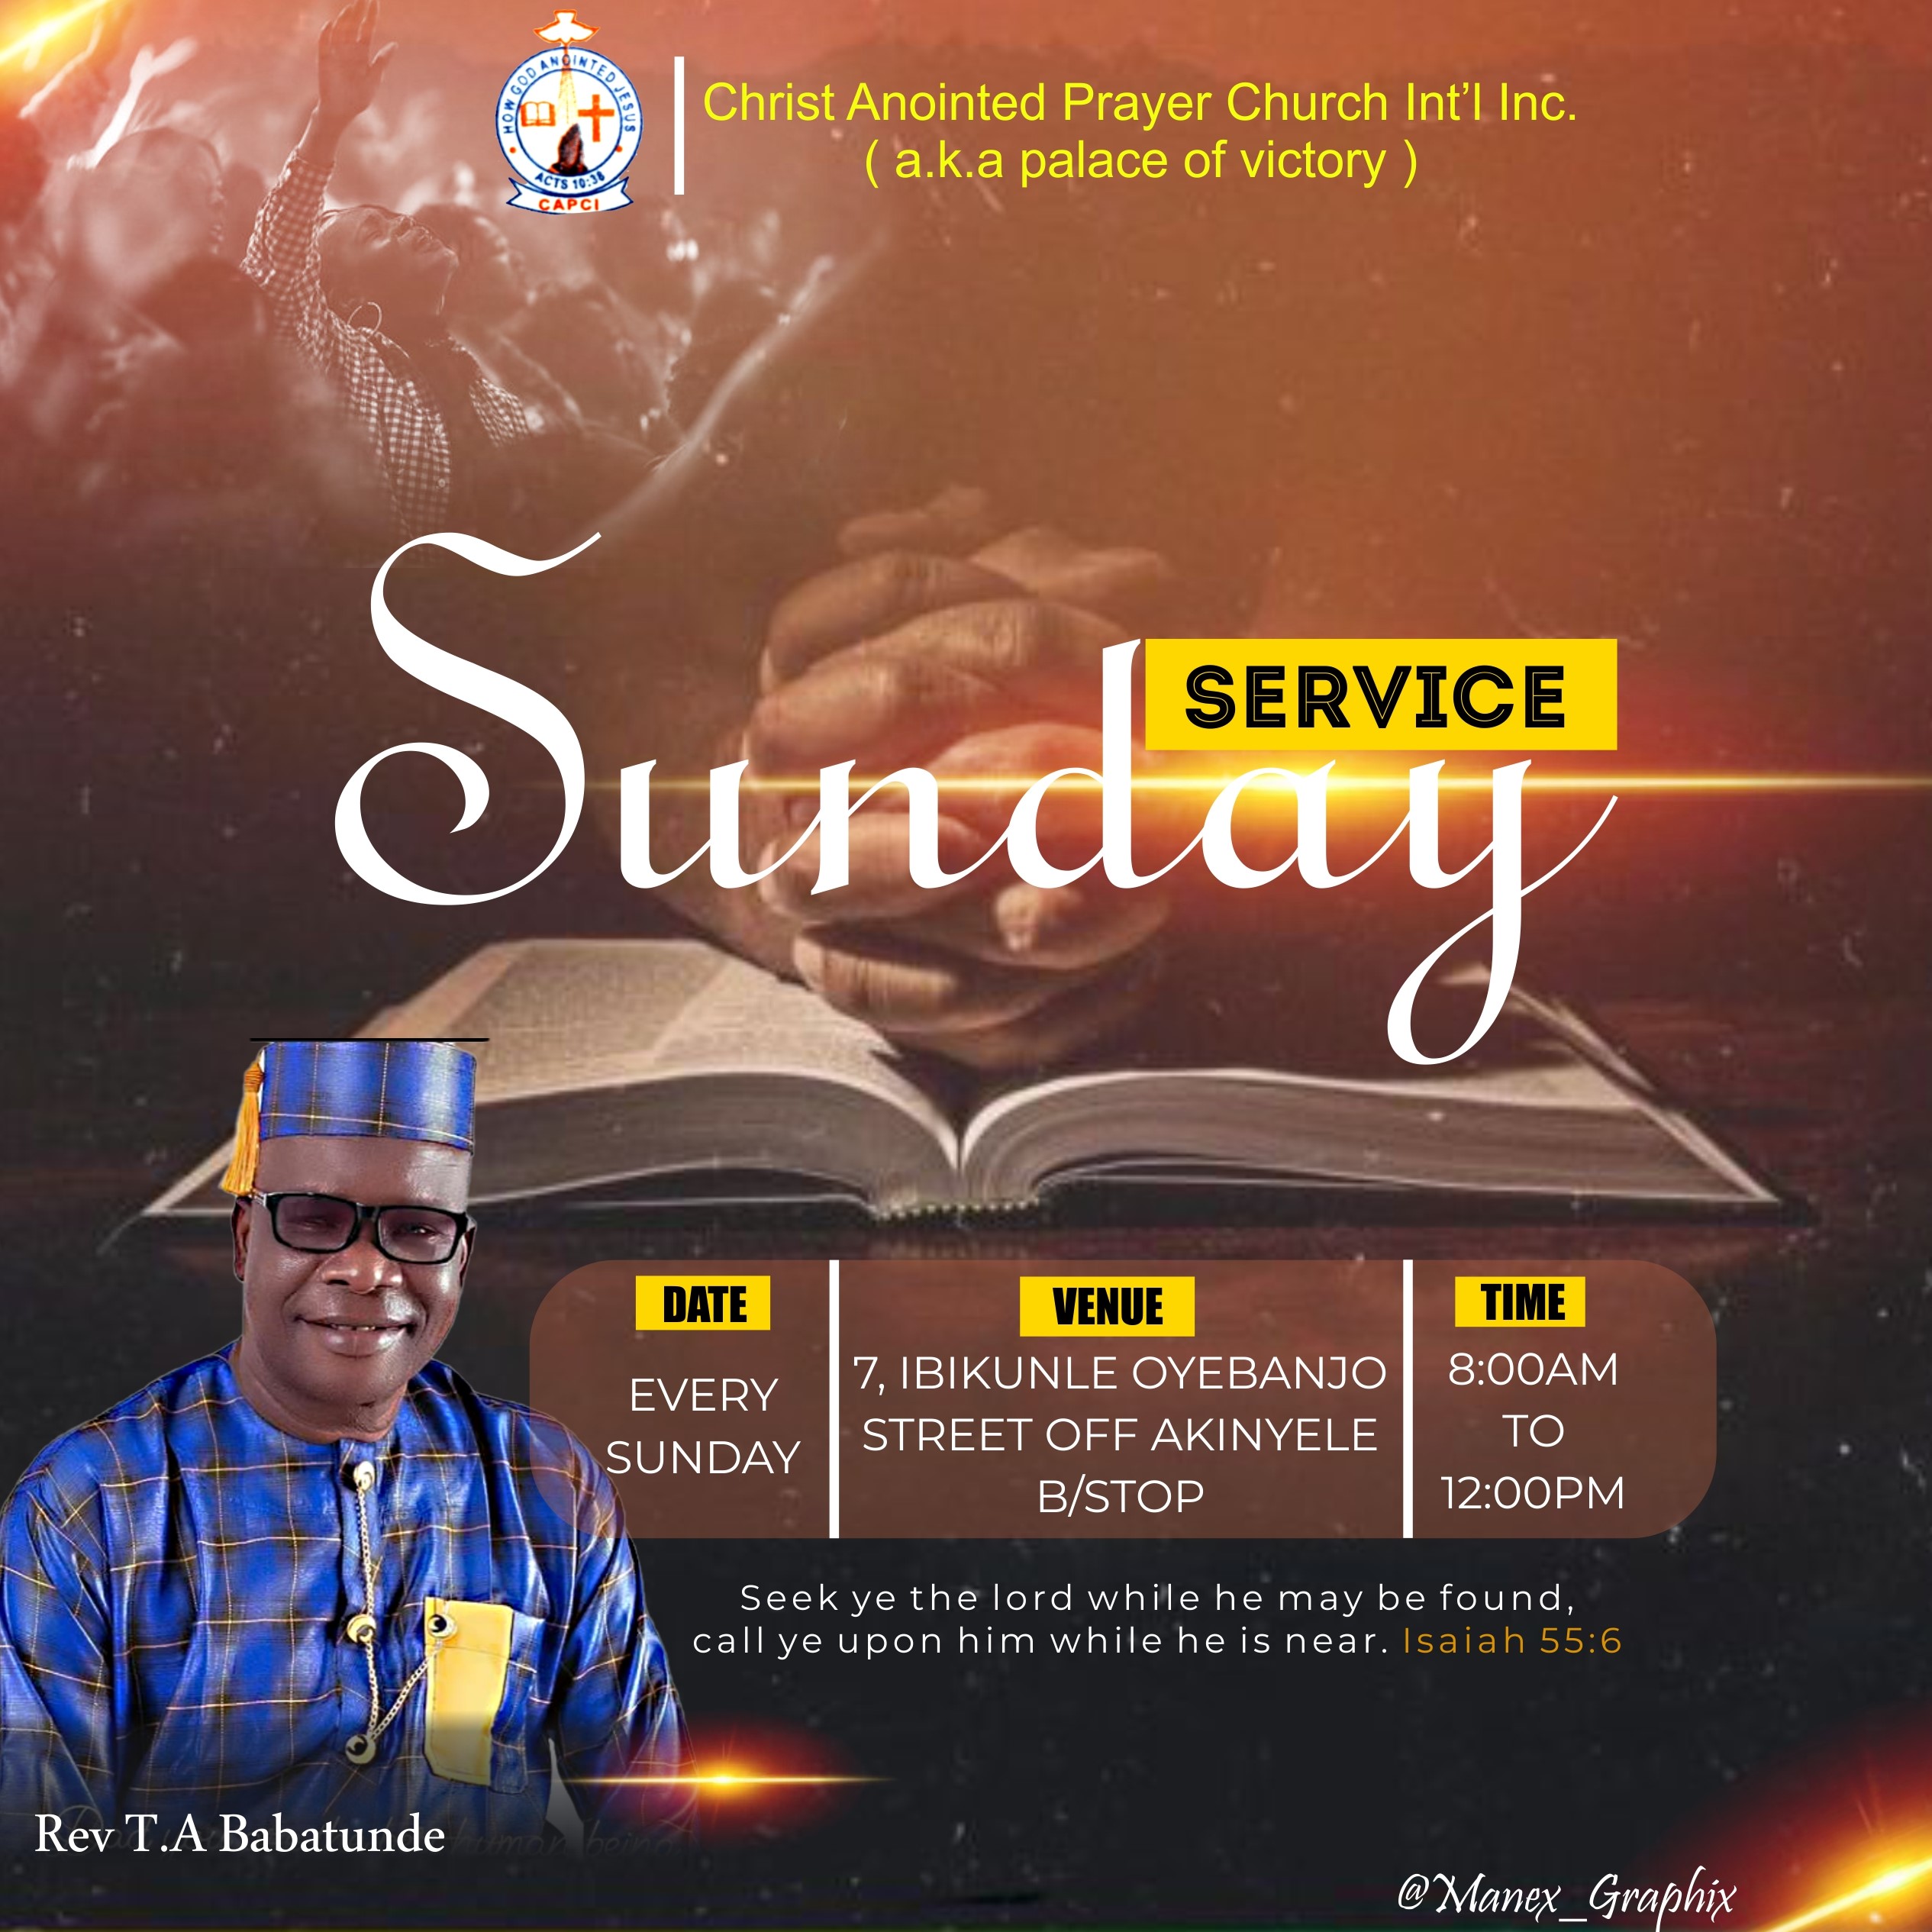 HOW GOD ANOINTED JESUS
ACTS 10:38
CAPCI
Christ Anointed Prayer Church Int'l Inc.
( a.k.a palace of victory )
Sunday
SERVICE
DATE
EVERY
SUNDAY
VENUE
7, IBIKUNLE OYEBANJO
STREET OFF AKINYELE
B/STOP
TIME
8:00AM
TO
12:00PM
Seek ye the lord while he may be found,
call ye upon him while he is near. Isaiah 55:6
Rev T.A Babatunde
human being
@Manex_Graphix